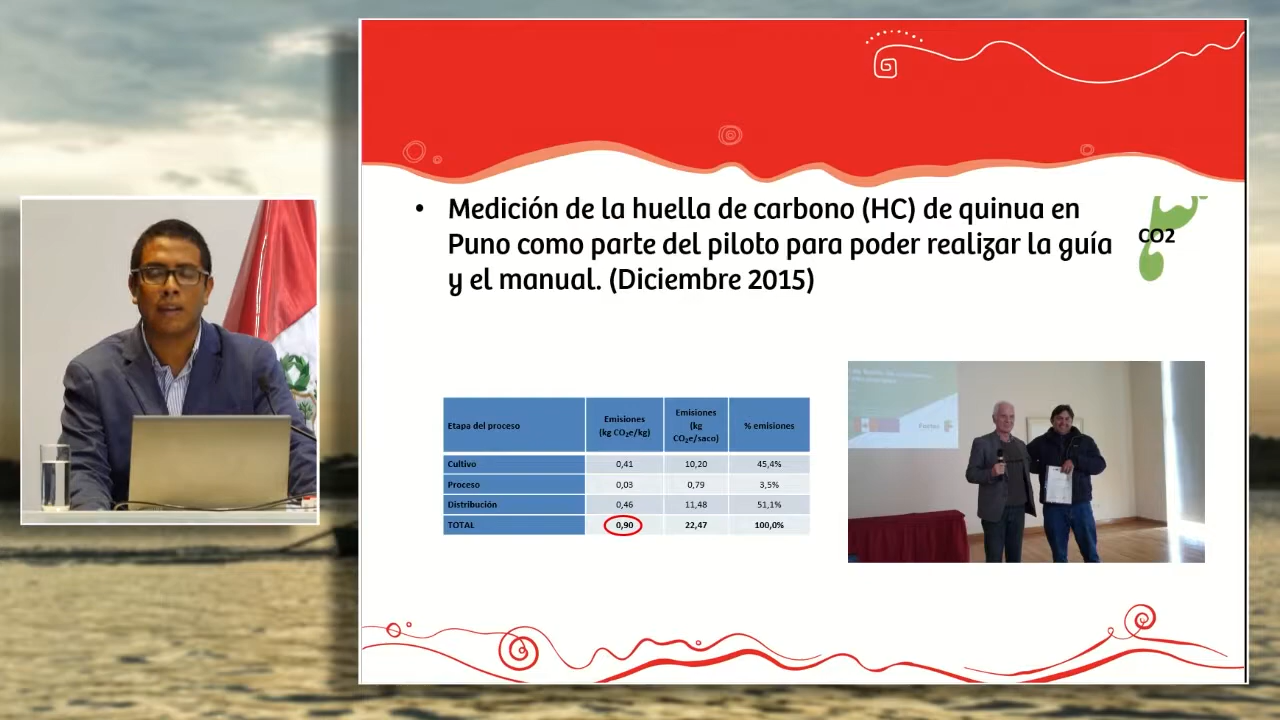 • Medición de la huella de carbono (HC) de quinua en
Puno como parte del piloto para poder realizar la guía
y el manual. (Diciembre 2015)
CO2
Etapa del proceso Emisiones (kg CO₂e/kg) Emisiones (kg CO₂e/saco) % emisiones
Cultivo 0,41 10,20 45,4%
Proceso 0,03 0,79 3,5%
Distribución 0,46 11,48 51,1%
TOTAL 0,90 22,47 100,0%